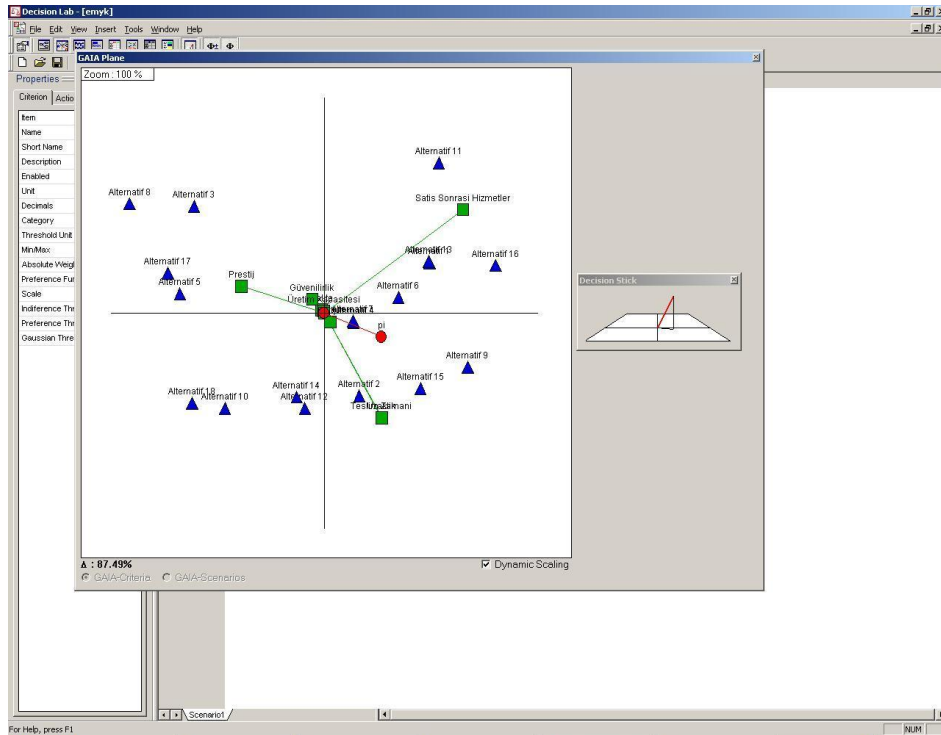 Decision Lab - [emyk]
File Edit View Insert Tools Window Help
GAIA Plane
Zoom : 100 %
Properties
Criterion Actio
Item
Name
Short Name
Description
Enabled
Unit
Decimals
Category
Threshold Unit
Min/Max
Absolute Weigh
Preference Fun
Scale
Indiference Thr
Preference Thr
Gaussian Thre
Alternatif 11
Alternatif 8
Alternatif 3
Satis Sonrasi Hizmetler
Alternatif 16
Alternatif 17
Prestij
Alternatif 5
Güvenilirlik
Alternatif 6
pi
Alternatif 9
Alternatif 14
Alternatif 2
Alternatif 15
Alternatif 18
Alternatif 10
Alternatif 12
Decision Stick
Δ : 87.49%
Dynamic Scaling
GAIA-Criteria GAIA-Scenarios
Scenario1
For Help, press F1
NUM